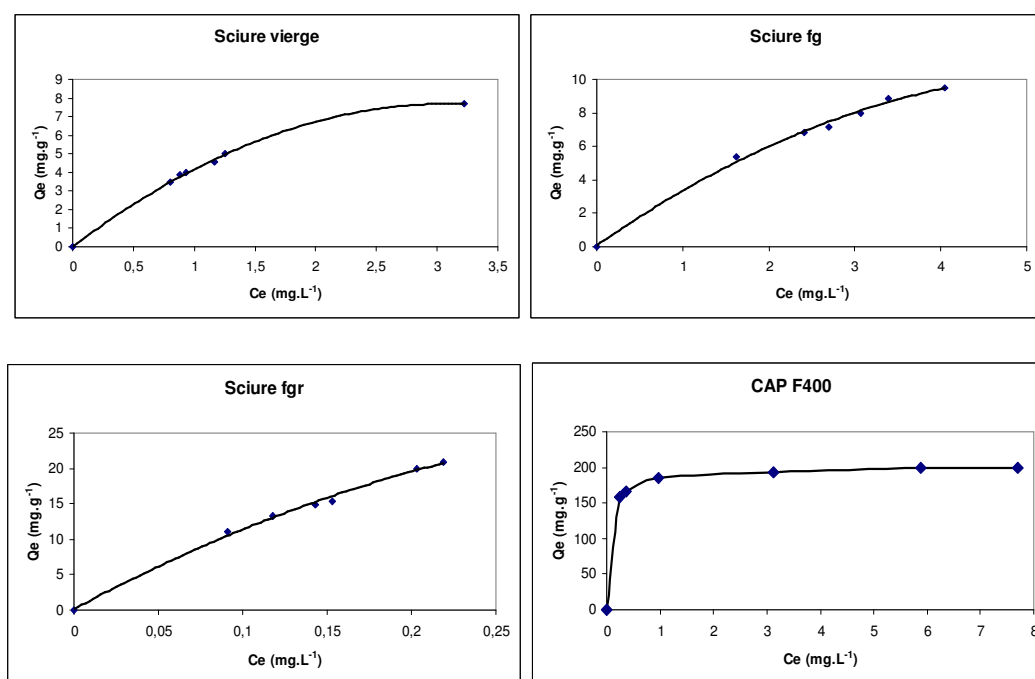 Sciure vierge
9
8
7
6
5
4
3
2
1
0
0 0,5 1 1,5 2 2,5 3 3,5
Qe (mg.g⁻¹)
Ce (mg.L⁻¹)
Sciure fg
10
8
6
4
2
0
0 1 2 3 4 5
Qe (mg.g⁻¹)
Ce (mg.L⁻¹)
Sciure fgr
25
20
15
10
5
0
0 0,05 0,1 0,15 0,2 0,25
Qe (mg.g⁻¹)
Ce (mg.L⁻¹)
CAP F400
250
200
150
100
50
0
0 1 2 3 4 5 6 7 8
Qe (mg.g⁻¹)
Ce (mg.L⁻¹)